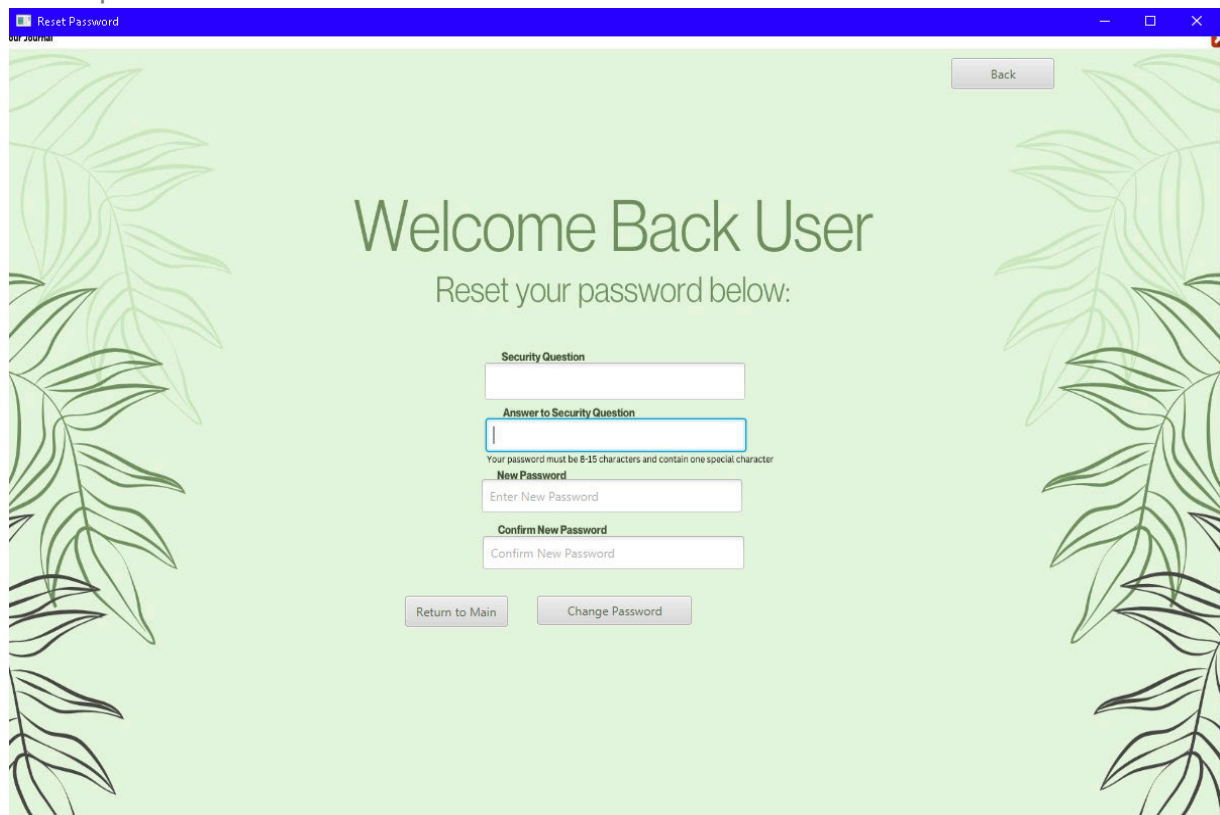 Reset Password
our Journal
Back
Welcome Back User
Reset your password below:
Security Question
Answer to Security Question
Your password must be 8-15 characters and contain one special character
New Password
Enter New Password
Confirm New Password
Confirm New Password
Return to Main
Change Password